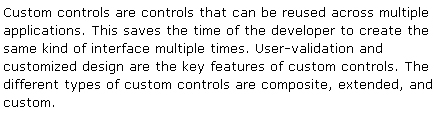 Custom controls are controls that can be reused across multiple
applications. This saves the time of the developer to create the
same kind of interface multiple times. User-validation and
customized design are the key features of custom controls. The
different types of custom controls are composite, extended, and
custom.